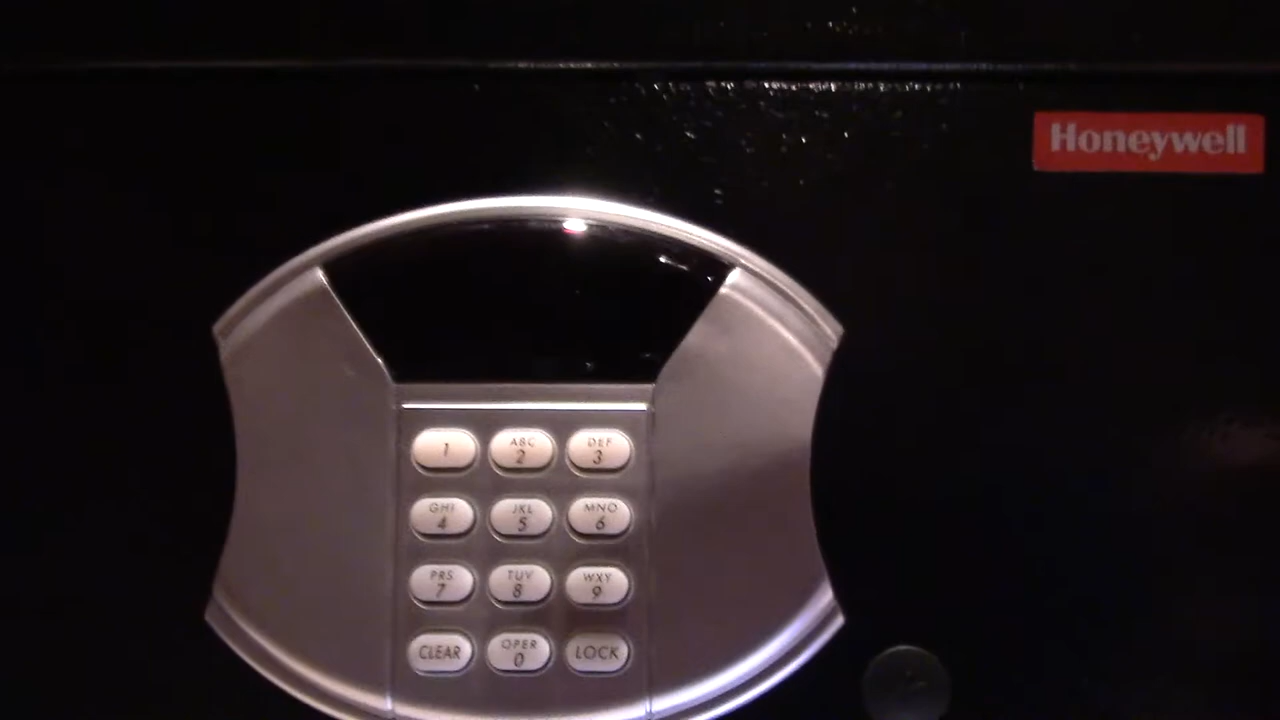 Honeywell
1
ABC
2
DEF
3
GHI
4
JKL
5
MNO
6
PRS
7
TUV
8
WXY
9
CLEAR
OPER
0
LOCK